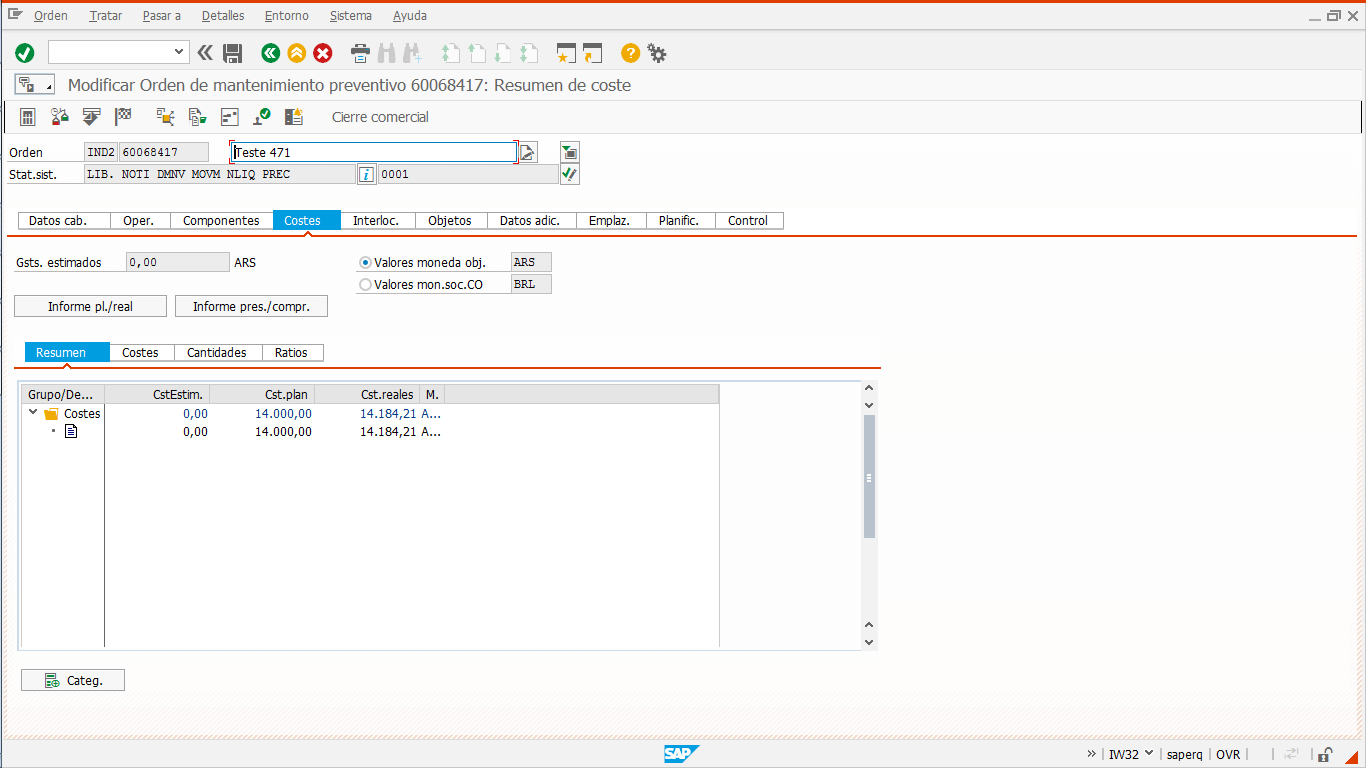 Orden Tratar Pasar a Detalles Entorno Sistema Ayuda
Modificar Orden de mantenimiento preventivo 60068417: Resumen de coste
Cierre comercial
Orden IND2 60068417 Teste 471
Stat.sist. LIB. NOTI DMNV MOVM NLIQ PREC 0001
Datos cab. Oper. Componentes Costes Interloc. Objetos Datos adic. Emplaz. Planific. Control
Gsts. estimados 0,00 ARS Valores moneda obj. ARS
Valores mon.soc.CO BRL
Informe pl./real Informe pres./compr.
Resumen Costes Cantidades Ratios
Grupo/De... CstEstim. Cst.plan Cst.reales M.
Costes 0,00 14.000,00 14.184,21 A...
0,00 14.000,00 14.184,21 A...
Categ.
SAP » IW32 saperq OVR